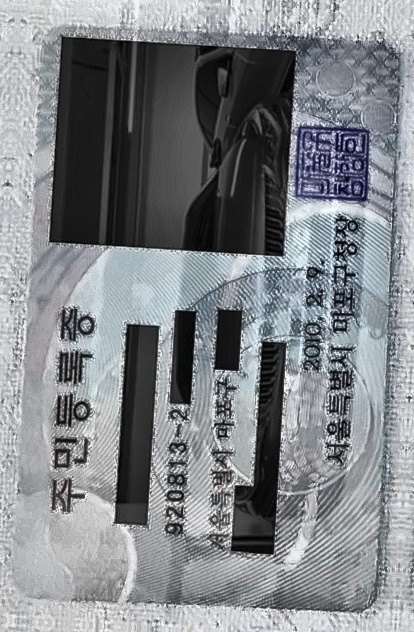 주민등록증
920813-2
서울특별시 마포구
2010. 2. 9.
서울특별시 마포구청장